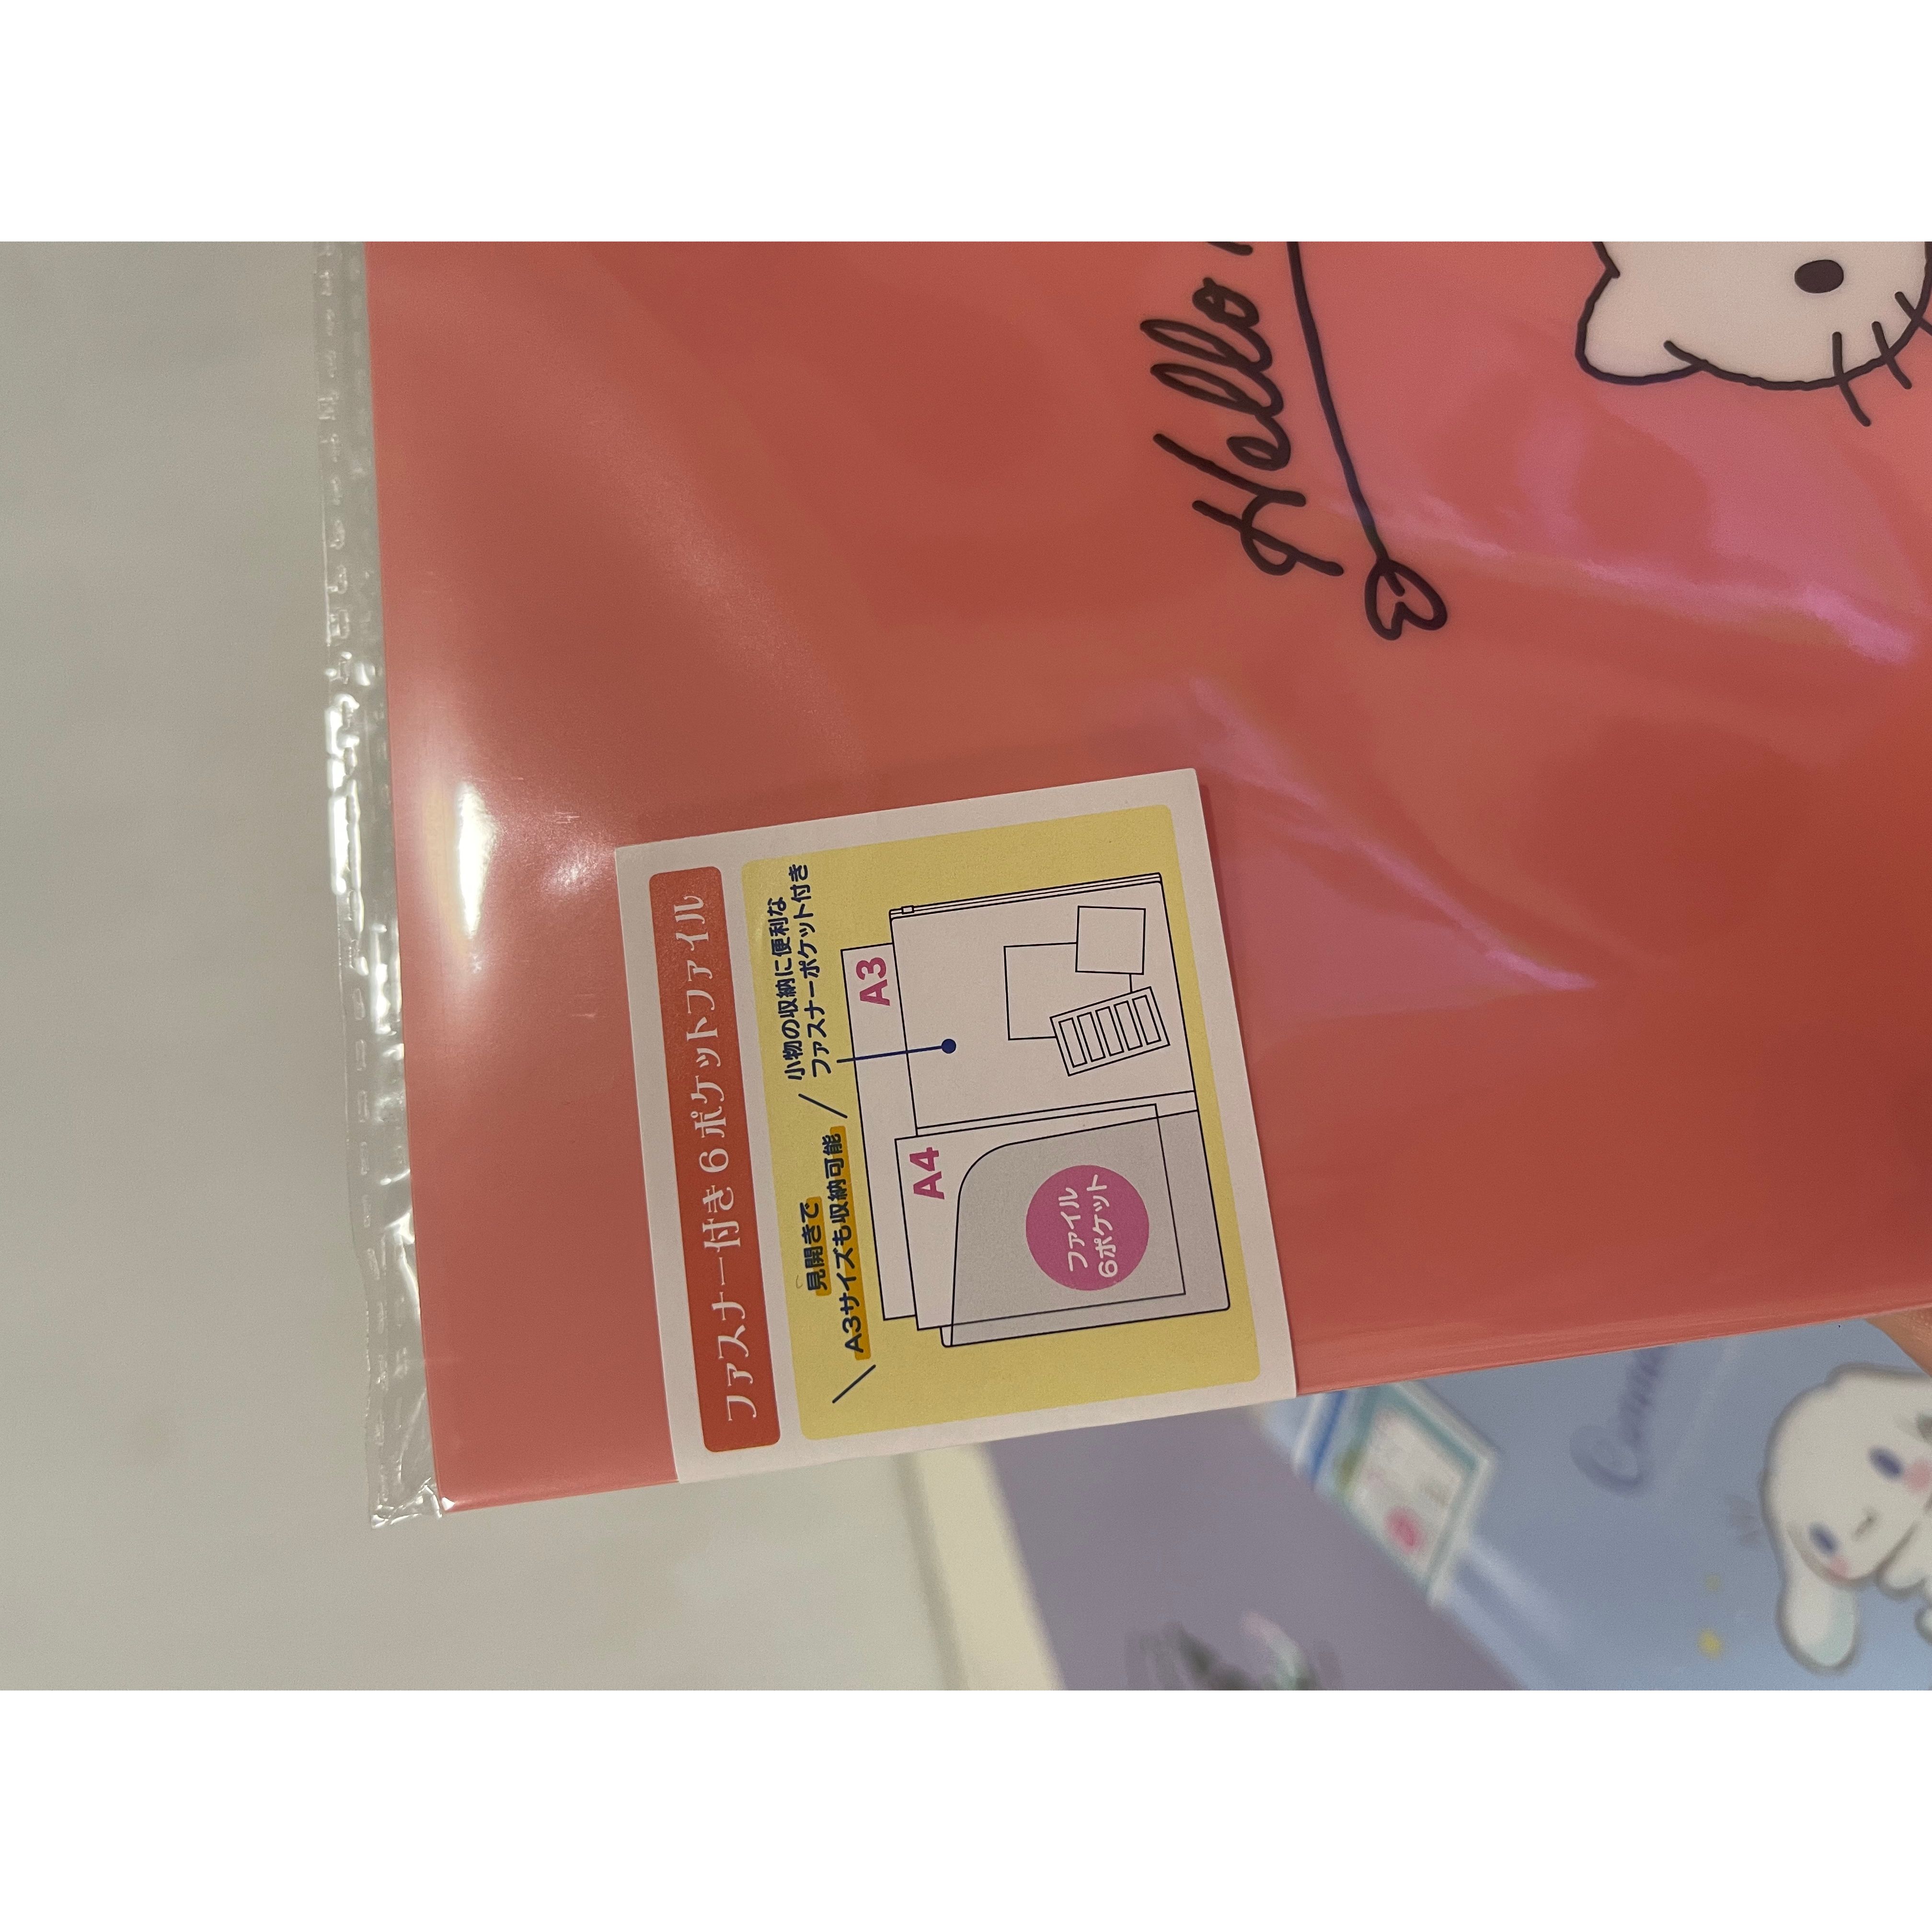 ファスナー付き6ポケットファイル
見開きで
A3サイズも収納可能
小物の収納に便利な
ファスナーポケット付き
A3
A4
ファイル
6ポケット
Hello